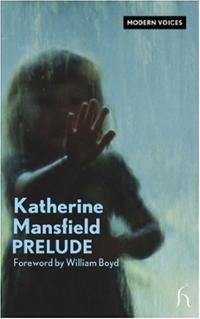 MODERN VOICES
Katherine
Mansfield
PRELUDE
Foreword by William Boyd
h